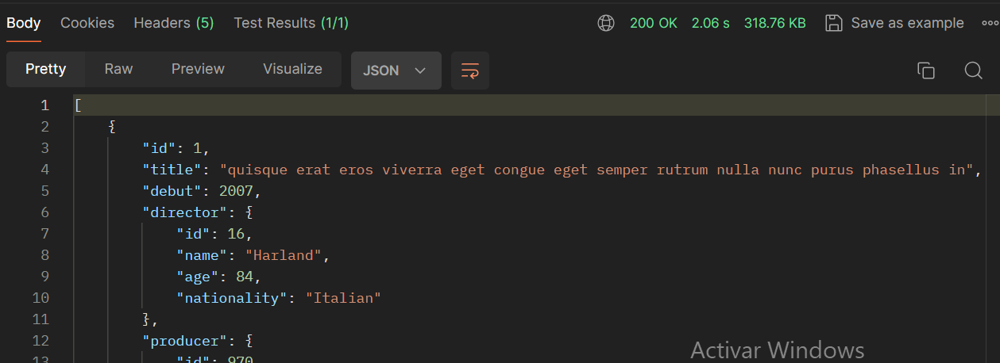 Body Cookies Headers (5) Test Results (1/1) 200 OK 2.06 s 318.76 KB Save as example
Pretty Raw Preview Visualize JSON
1 [
2 {
3 "id": 1,
4 "title": "quisque erat eros viverra eget congue eget semper rutrum nulla nunc purus phasellus in",
5 "debut": 2007,
6 "director": {
7 "id": 16,
8 "name": "Harland",
9 "age": 84,
10 "nationality": "Italian"
11 },
12 "producer": {
13 "id": 970
Activar Windows